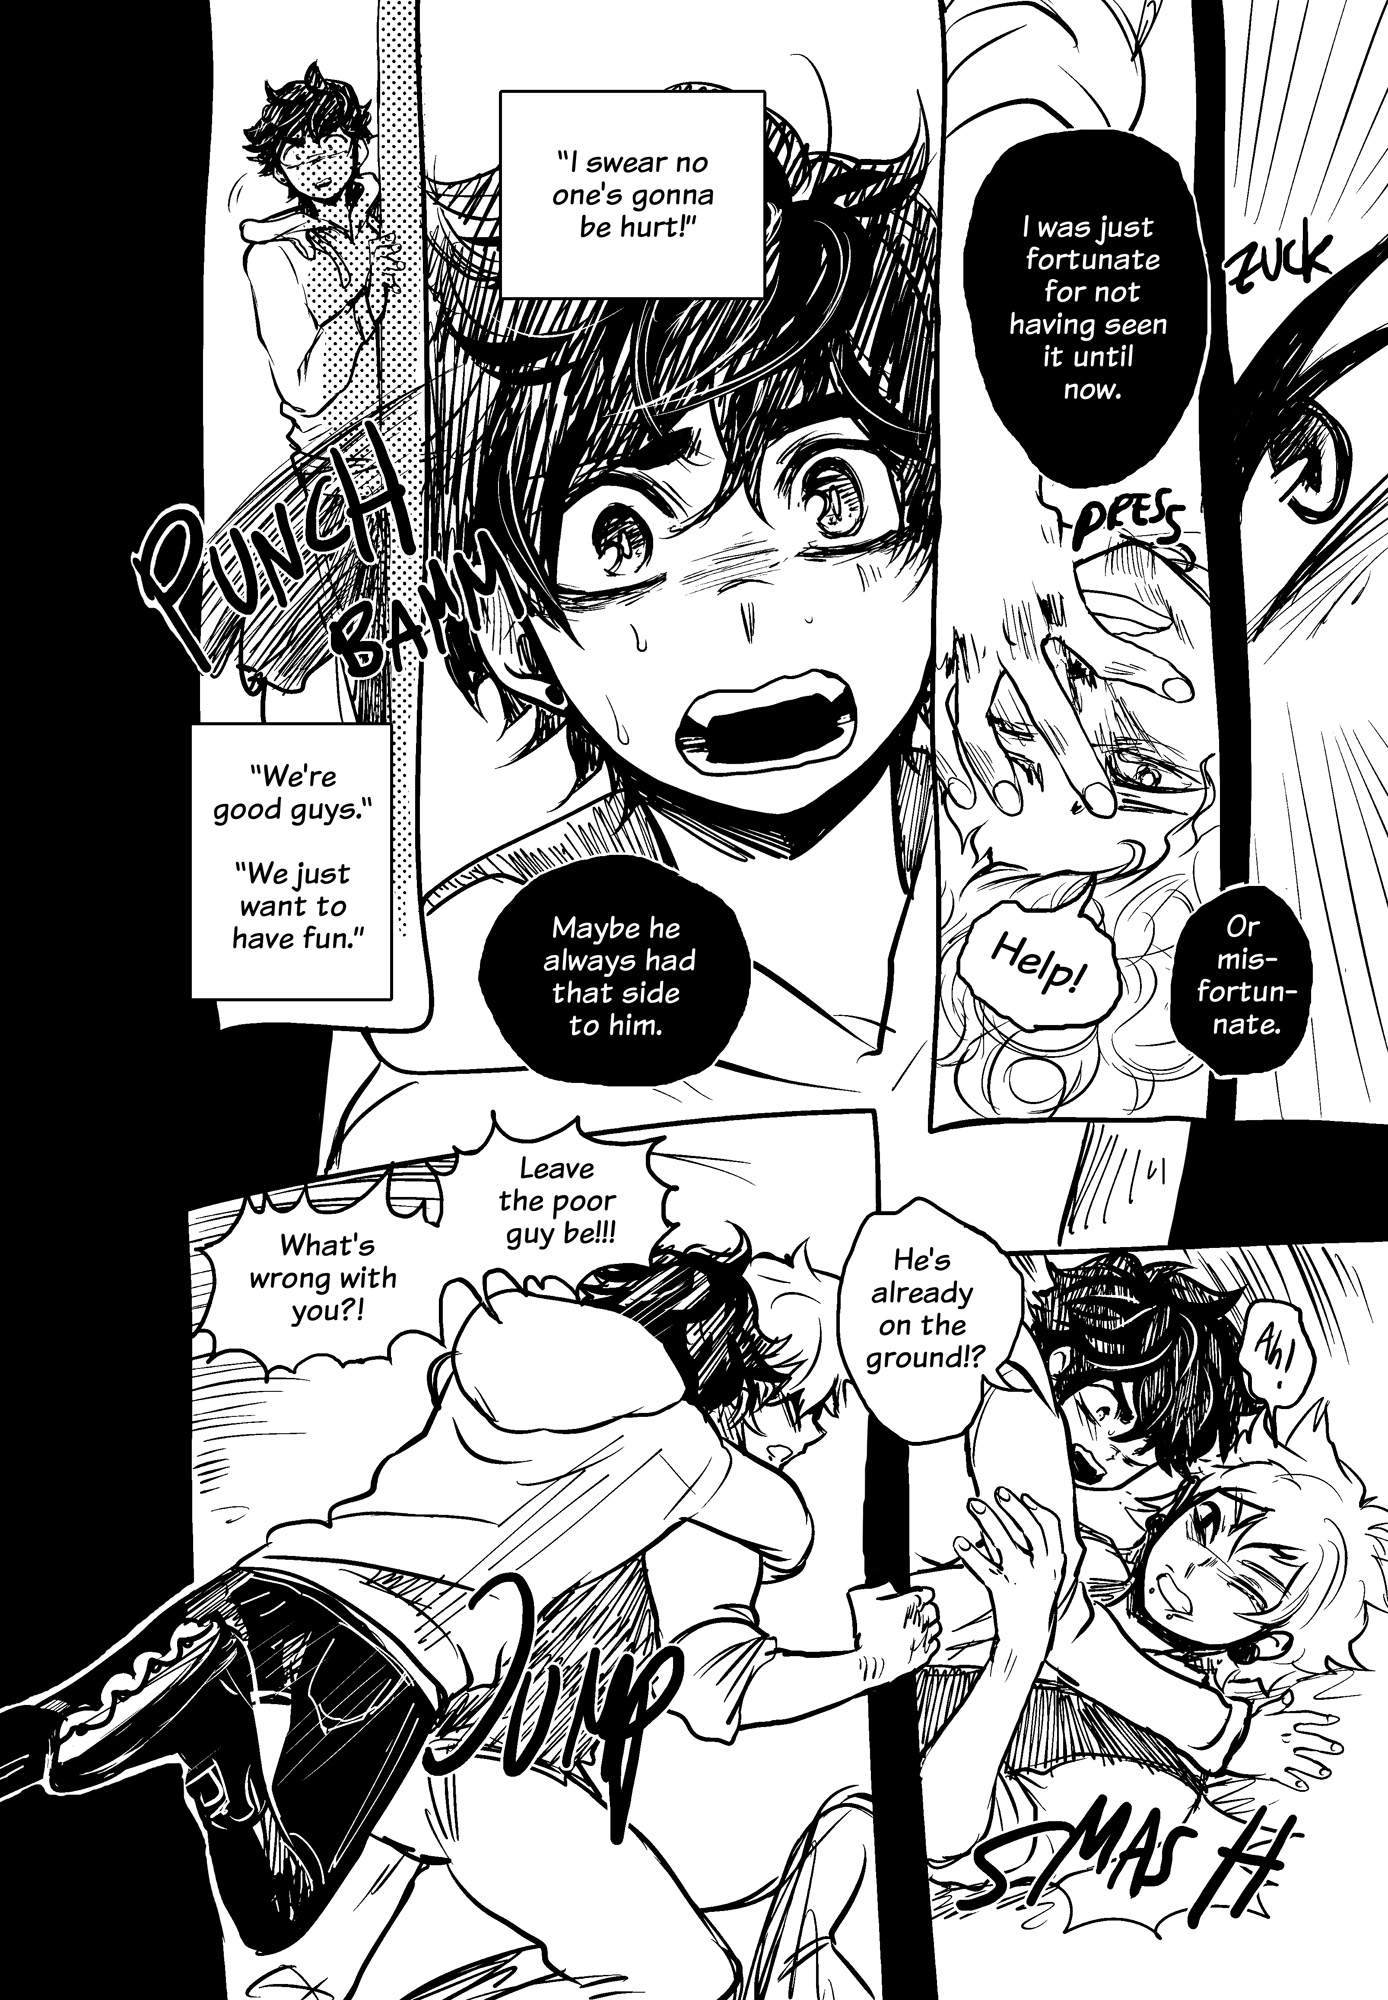 "I swear no
one's gonna
be hurt!"
I was just
fortunate
for not
having seen
it until
now.
ZUCK
PRESS
PUNCH
BAMM
"We're
good guys."
"We just
want to
have fun."
Maybe he
always had
that side
to him.
Help!
Or
mis-
fortun-
nate.
Leave
the poor
guy be!!!
What's
wrong with
you?!
He's
already
on the
ground!?
Ah!
JUMP
SMASH